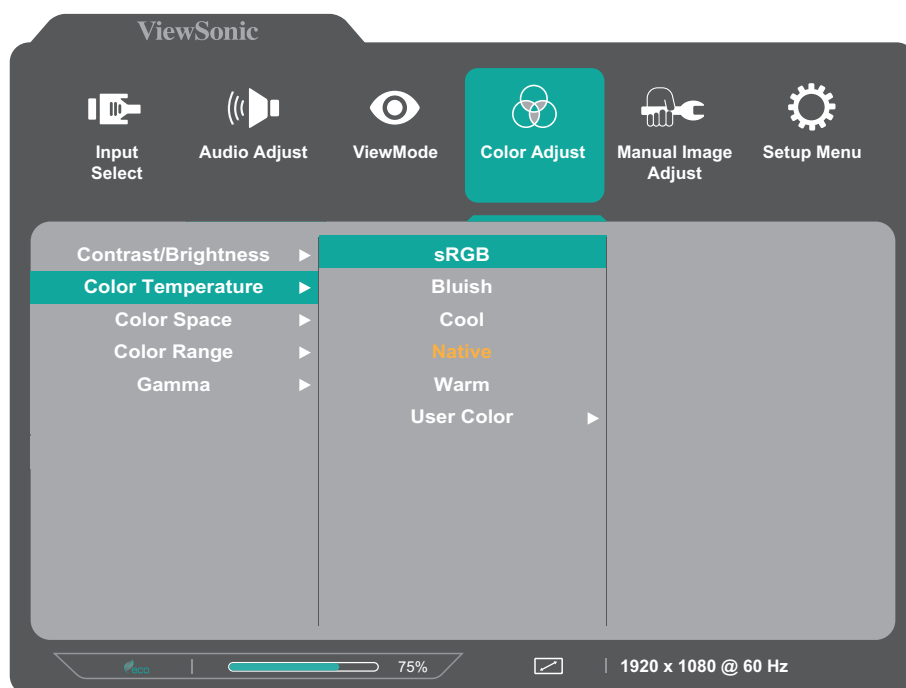 ViewSonic
Input
Select
Audio Adjust
ViewMode
Color Adjust
Manual Image
Adjust
Setup Menu
Contrast/Brightness
Color Temperature
Color Space
Color Range
Gamma
sRGB
Bluish
Cool
Native
Warm
User Color
eco
75%
1920 x 1080 @ 60 Hz